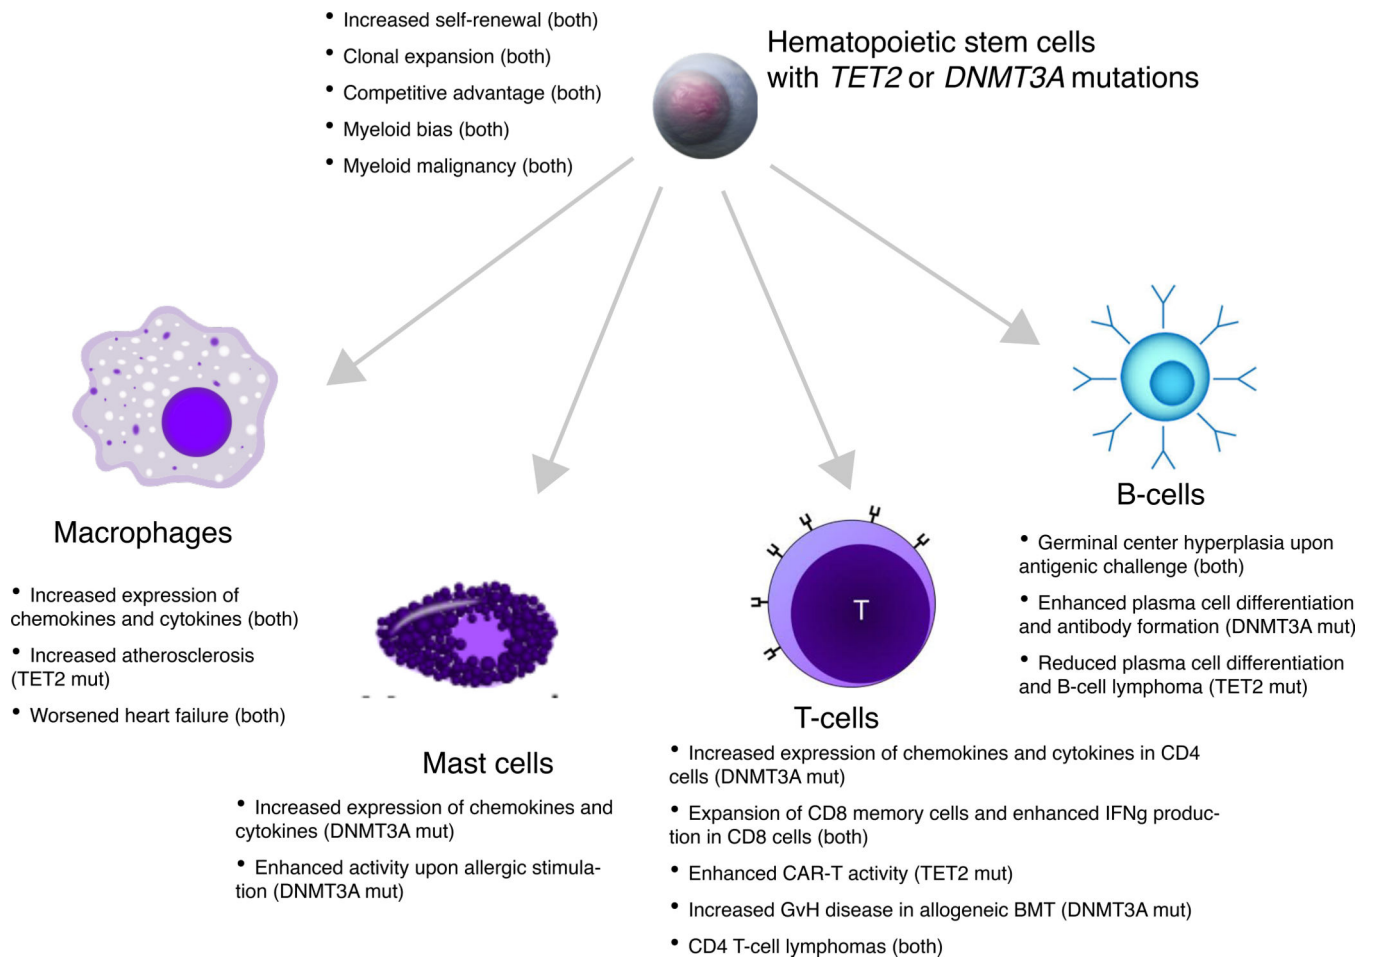 • Increased self-renewal (both)
• Clonal expansion (both)
• Competitive advantage (both)
• Myeloid bias (both)
• Myeloid malignancy (both)
Hematopoietic stem cells
with TET2 or DNMT3A mutations
Macrophages
• Increased expression of
chemokines and cytokines (both)
• Increased atherosclerosis
(TET2 mut)
• Worsened heart failure (both)
Mast cells
• Increased expression of chemokines and
cytokines (DNMT3A mut)
• Enhanced activity upon allergic stimula-
tion (DNMT3A mut)
T
T-cells
• Increased expression of chemokines and cytokines in CD4
cells (DNMT3A mut)
• Expansion of CD8 memory cells and enhanced IFNg produc-
tion in CD8 cells (both)
• Enhanced CAR-T activity (TET2 mut)
• Increased GvH disease in allogeneic BMT (DNMT3A mut)
• CD4 T-cell lymphomas (both)
B-cells
• Germinal center hyperplasia upon
antigenic challenge (both)
• Enhanced plasma cell differentiation
and antibody formation (DNMT3A mut)
• Reduced plasma cell differentiation
and B-cell lymphoma (TET2 mut)